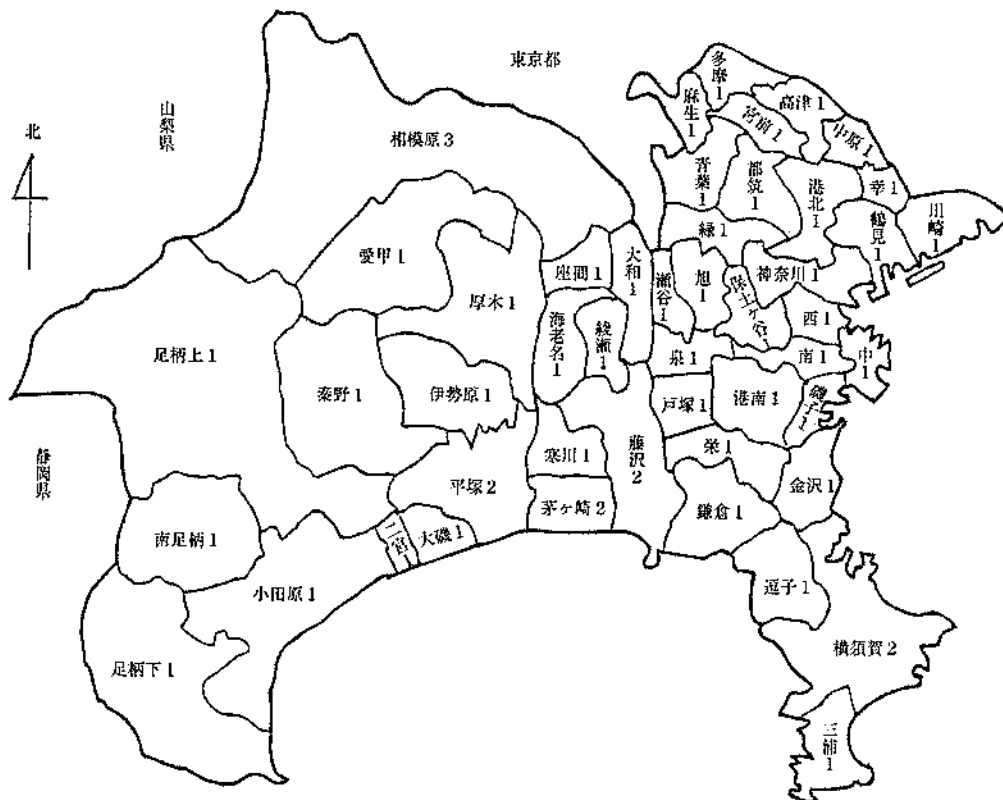 東京都
山梨県
北
静岡県
相模原 3
多摩 1
麻生 1
高津 1
宮前 1
中原 1
青葉 1
都筑 1
港北 1
幸 1
鶴見 1
川崎 1
緑 1
愛甲 1
座間 1
大和 1
瀬谷 1
旭 1
保土ヶ谷 1
神奈川 1
厚木 1
海老名 1
綾瀬 1
西 1
足柄上 1
泉 1
南 1
中 1
秦野 1
伊勢原 1
戸塚 1
港南 1
磯子 1
寒川 1
藤沢 2
栄 1
平塚 2
茅ヶ崎 2
鎌倉 1
金沢 1
南足柄 1
二宮 1
大磯 1
小田原 1
逗子 1
足柄下 1
横須賀 2
三浦 1